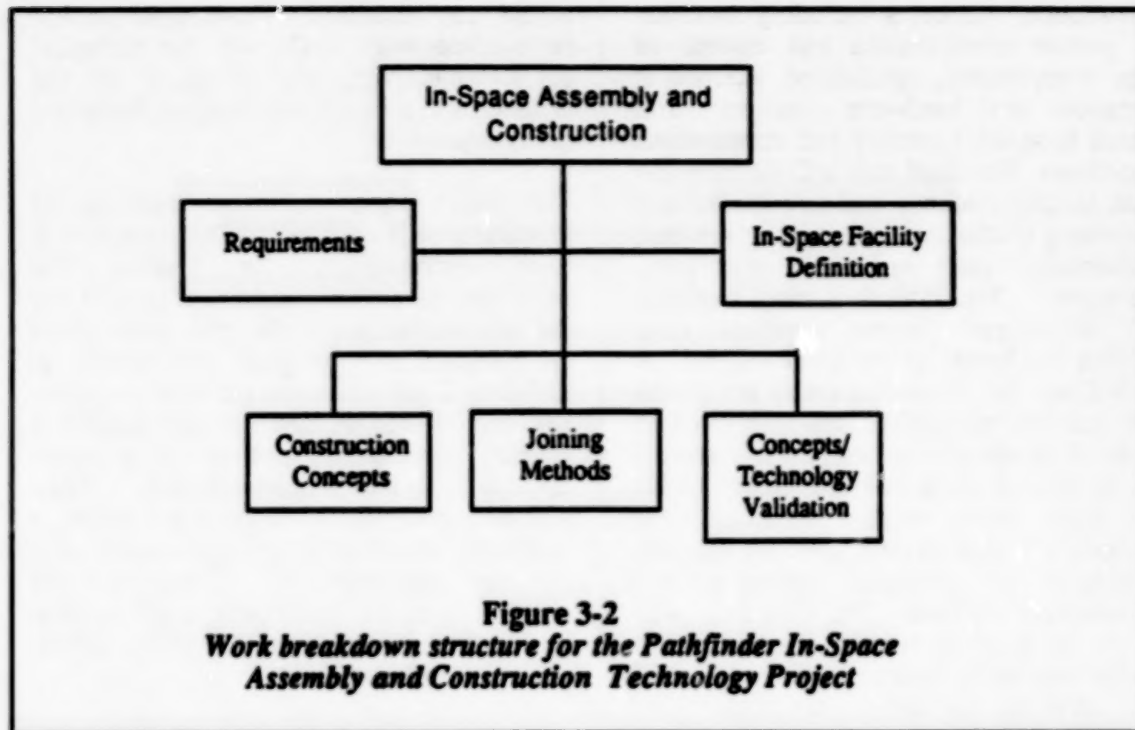 In-Space Assembly and
Construction
Requirements
In-Space Facility
Definition
Construction
Concepts
Joining
Methods
Concepts/
Technology
Validation
Figure 3-2
Work breakdown structure for the Pathfinder In-Space
Assembly and Construction Technology Project